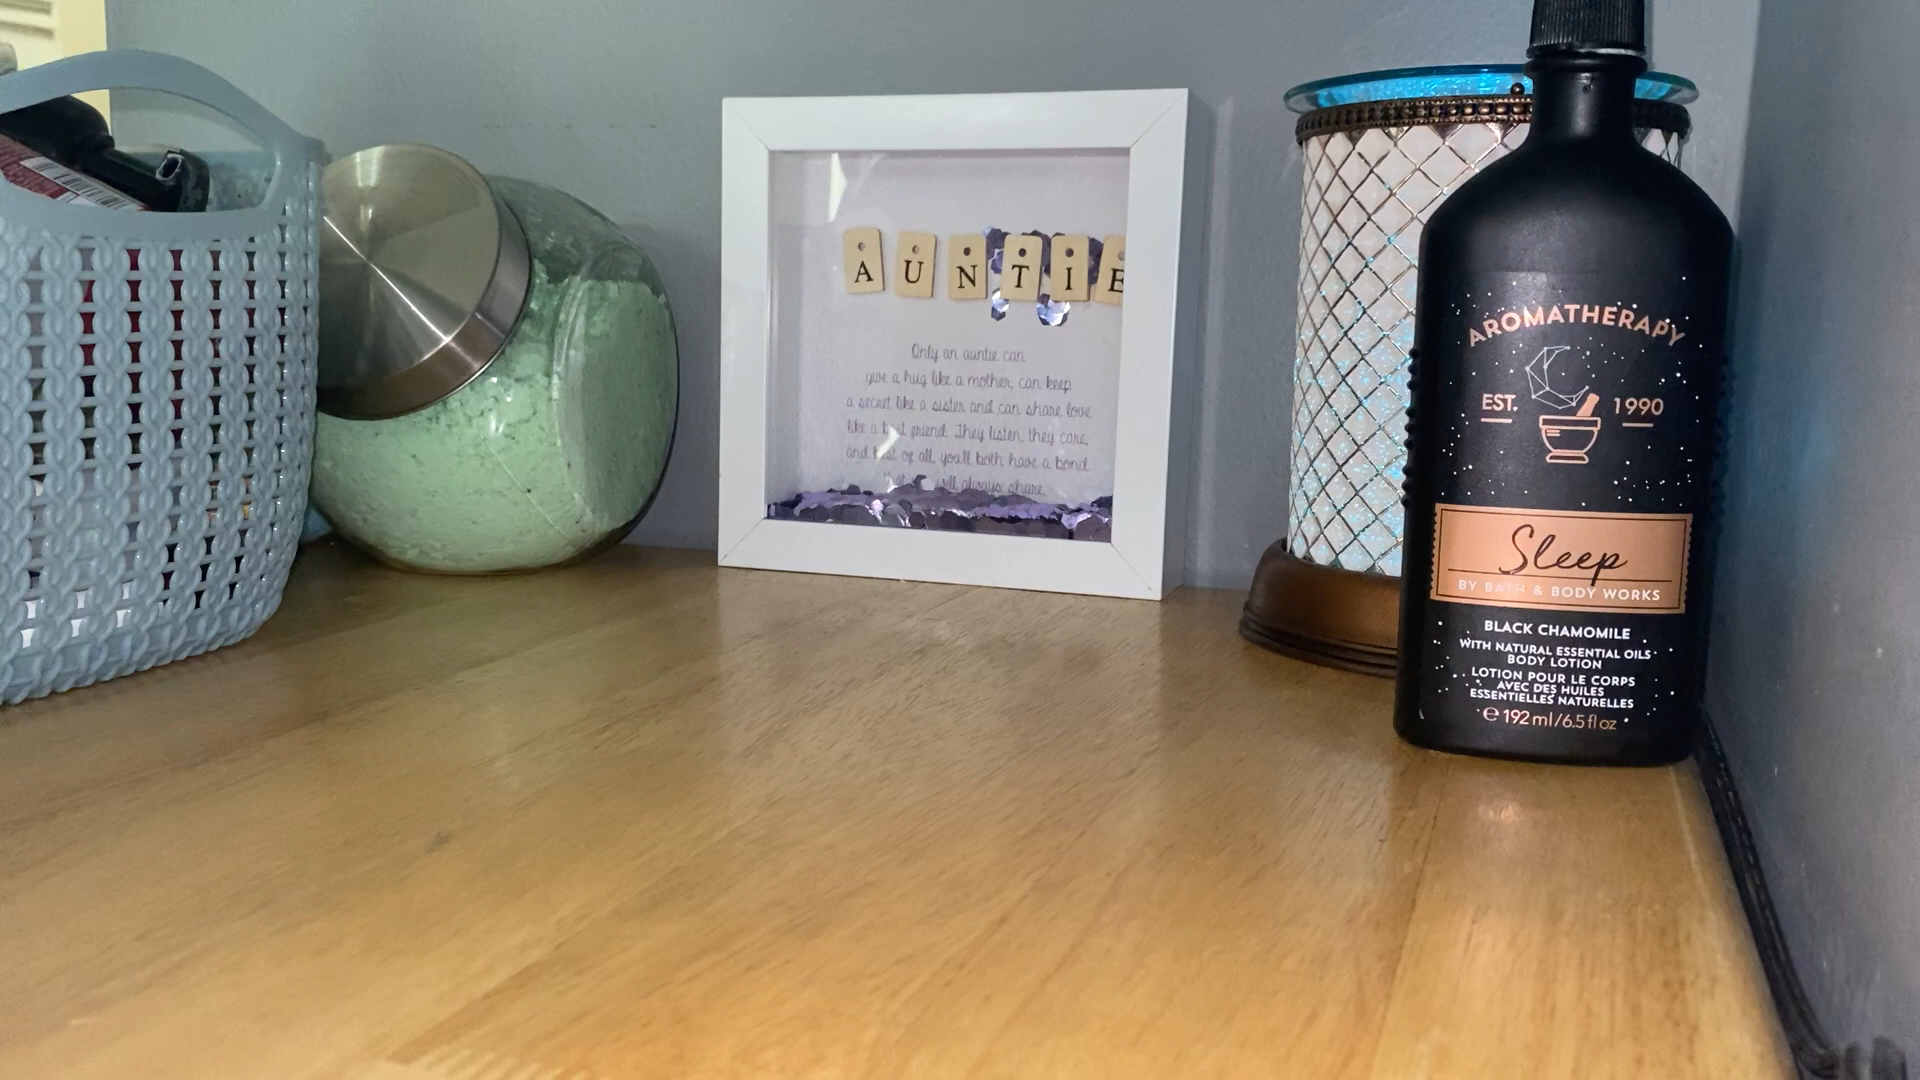 AUNTIE
Only an auntie can
give a hug like a mother, can keep
a secret like a sister and can share love
like a best friend. They listen, they care,
and best of all, you'll both have a bond
will always share.
AROMATHERAPY
EST. 1990
Sleep
BY BATH & BODY WORKS
BLACK CHAMOMILE
WITH NATURAL ESSENTIAL OILS
BODY LOTION
LOTION POUR LE CORPS
AVEC DES HUILES
ESSENTIELLES NATURELLES
℮ 192 ml/6.5 fl oz